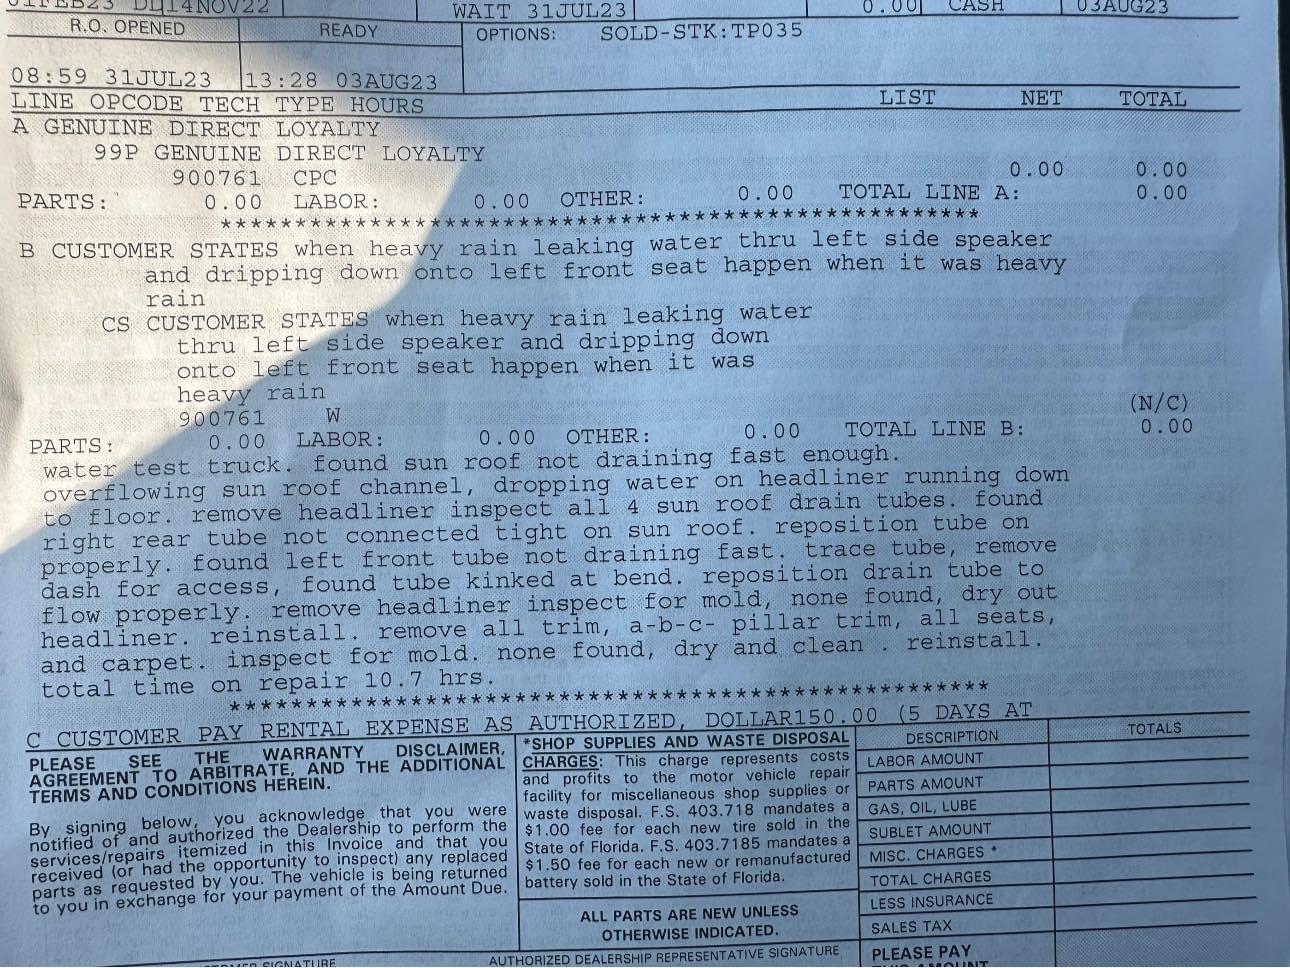 01FEB23 DD 14NOV22 WAIT 31JUL23 0.00 CASH 03AUG23
R.O. OPENED READY OPTIONS: SOLD-STK:TP035
08:59 31JUL23 13:28 03AUG23
LINE OPCODE TECH TYPE HOURS LIST NET TOTAL
A GENUINE DIRECT LOYALTY
99P GENUINE DIRECT LOYALTY
900761 CPC 0.00 0.00
PARTS: 0.00 LABOR: 0.00 OTHER: 0.00 TOTAL LINE A: 0.00
****************************************************
B CUSTOMER STATES when heavy rain leaking water thru left side speaker
and dripping down onto left front seat happen when it was heavy
rain
CS CUSTOMER STATES when heavy rain leaking water
thru left side speaker and dripping down
onto left front seat happen when it was
heavy rain
900761 W (N/C)
PARTS: 0.00 LABOR: 0.00 OTHER: 0.00 TOTAL LINE B: 0.00
water test truck. found sun roof not draining fast enough.
overflowing sun roof channel, dropping water on headliner running down
to floor. remove headliner inspect all 4 sun roof drain tubes. found
right rear tube not connected tight on sun roof. reposition tube on
properly. found left front tube not draining fast. trace tube, remove
dash for access, found tube kinked at bend. reposition drain tube to
flow properly. remove headliner inspect for mold, none found, dry out
headliner. reinstall. remove all trim, a-b-c- pillar trim, all seats,
and carpet. inspect for mold. none found, dry and clean . reinstall.
total time on repair 10.7 hrs.
****************************************************
C CUSTOMER PAY RENTAL EXPENSE AS AUTHORIZED, DOLLAR150.00 (5 DAYS AT
PLEASE SEE THE WARRANTY DISCLAIMER,
AGREEMENT TO ARBITRATE, AND THE ADDITIONAL
TERMS AND CONDITIONS HEREIN.
By signing below, you acknowledge that you were
notified of and authorized the Dealership to perform the
services/repairs itemized in this Invoice and that you
received (or had the opportunity to inspect) any replaced
parts as requested by you. The vehicle is being returned
to you in exchange for your payment of the Amount Due.
*SHOP SUPPLIES AND WASTE DISPOSAL
CHARGES: This charge represents costs
and profits to the motor vehicle repair
facility for miscellaneous shop supplies or
waste disposal. F.S. 403.718 mandates a
$1.00 fee for each new tire sold in the
State of Florida. F.S. 403.7185 mandates a
$1.50 fee for each new or remanufactured
battery sold in the State of Florida.
ALL PARTS ARE NEW UNLESS
OTHERWISE INDICATED.
DESCRIPTION TOTALS
LABOR AMOUNT
PARTS AMOUNT
GAS, OIL, LUBE
SUBLET AMOUNT
MISC. CHARGES *
TOTAL CHARGES
LESS INSURANCE
SALES TAX
PLEASE PAY
THIS AMOUNT
SIGNATURE AUTHORIZED DEALERSHIP REPRESENTATIVE SIGNATURE